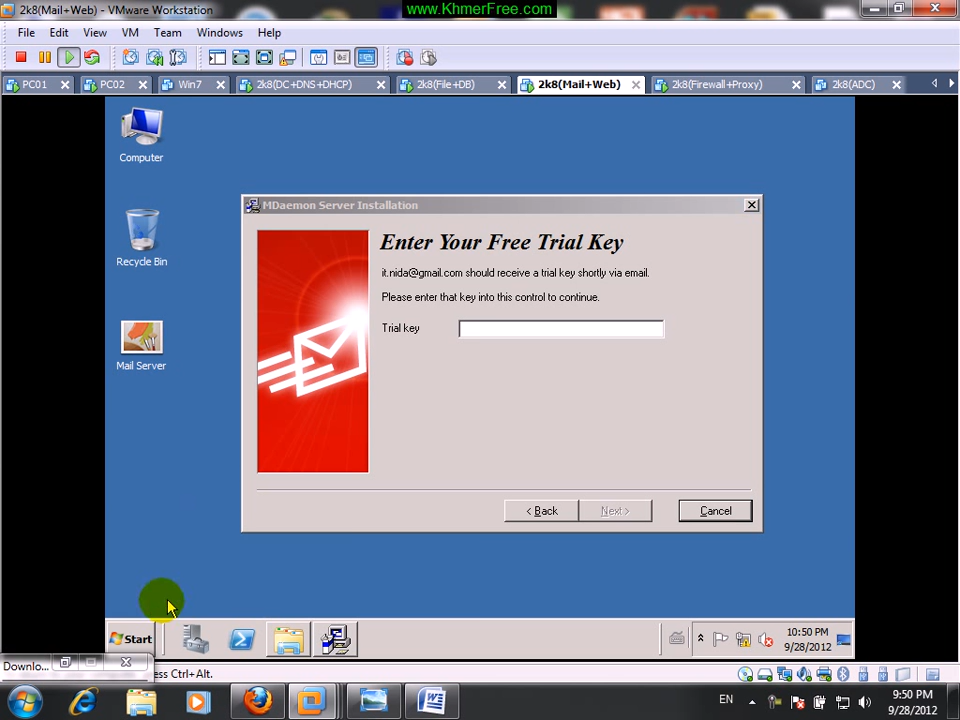 2k8(Mail+Web) - VMware Workstation
www.KhmerFree.com
File Edit View VM Team Windows Help
PC01 PC02 Win7 2k8(DC+DNS+DHCP) 2k8(File+DB) 2k8(Mail+Web) 2k8(Firewall+Proxy) 2k8(ADC)
Computer
Recycle Bin
Mail Server
MDaemon Server Installation
Enter Your Free Trial Key
it.nida@gmail.com should receive a trial key shortly via email.
Please enter that key into this control to continue.
Trial key
< Back Next > Cancel
Start
10:50 PM
9/28/2012
Downlo...
ess Ctrl+Alt.
EN
9:50 PM
9/28/2012